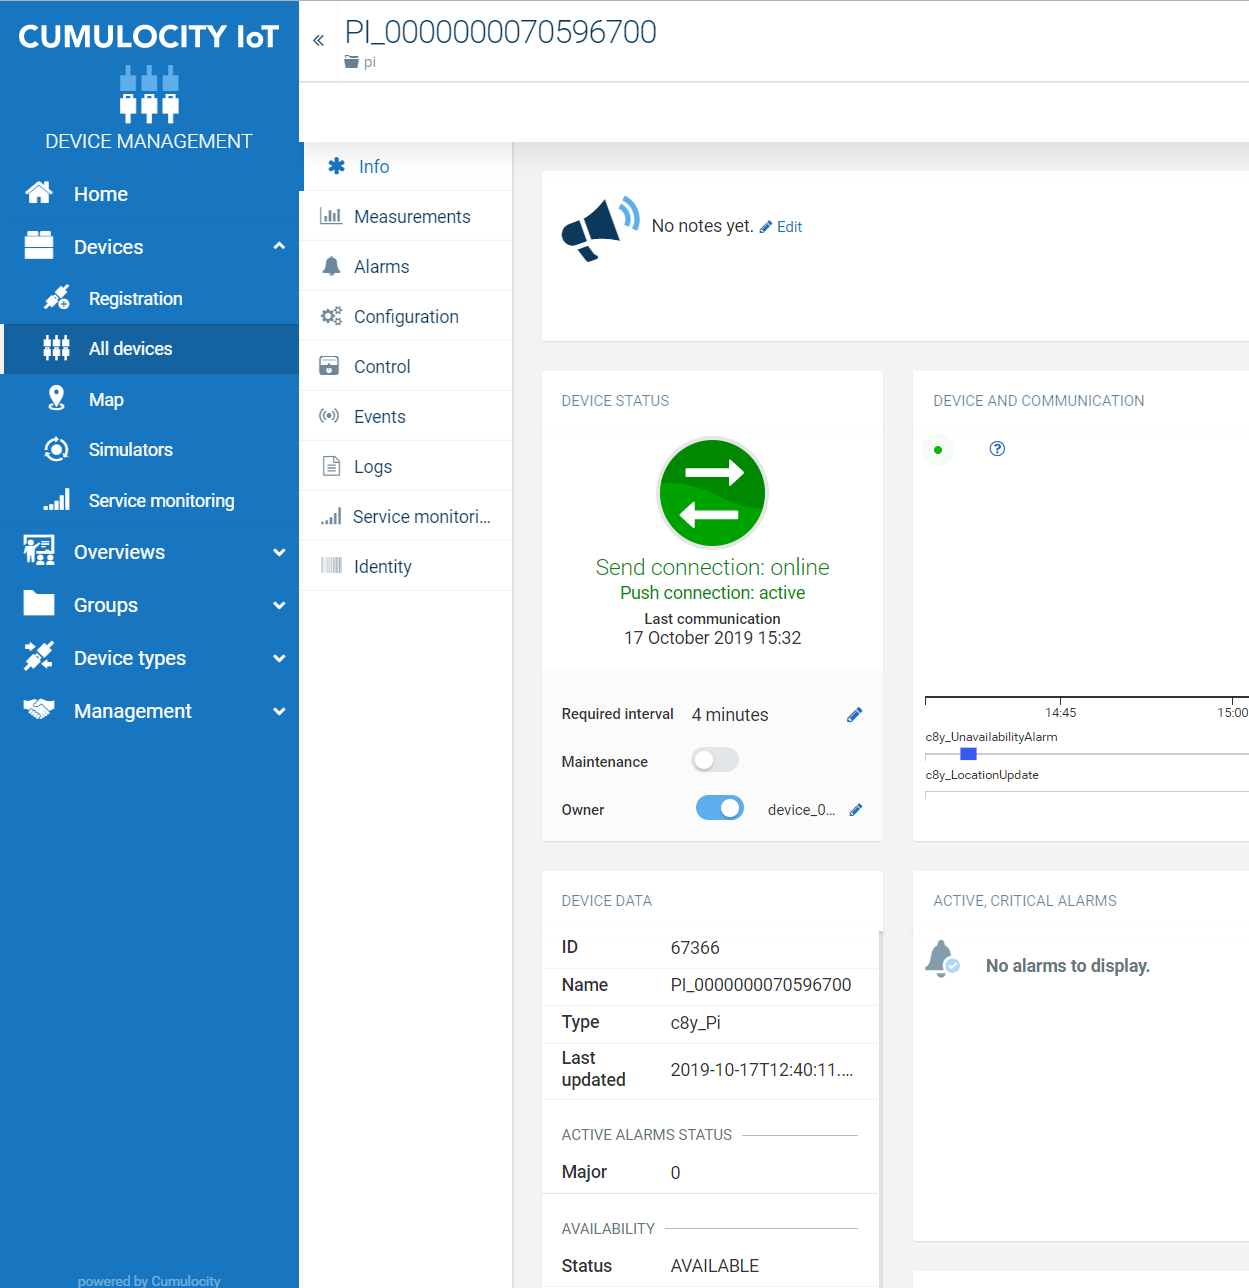 CUMULOCITY IoT
DEVICE MANAGEMENT
Home
Devices
Registration
All devices
Map
Simulators
Service monitoring
Overviews
Groups
Device types
Management
powered by Cumulocity
«
PI_0000000070596700
pi
Info
Measurements
Alarms
Configuration
Control
Events
Logs
Service monitori...
Identity
No notes yet. Edit
DEVICE STATUS
Send connection: online
Push connection: active
Last communication
17 October 2019 15:32
Required interval 4 minutes
Maintenance
Owner device_0...
DEVICE AND COMMUNICATION
?
14:45 15:00
c8y_UnavailabilityAlarm
c8y_LocationUpdate
DEVICE DATA
ID 67366
Name PI_0000000070596700
Type c8y_Pi
Last updated 2019-10-17T12:40:11....
ACTIVE ALARMS STATUS
Major 0
AVAILABILITY
Status AVAILABLE
ACTIVE, CRITICAL ALARMS
No alarms to display.